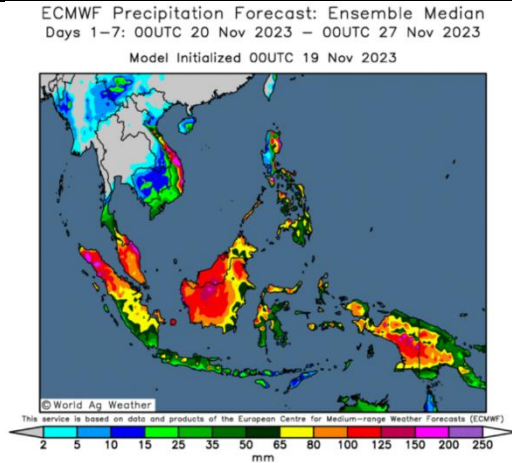 ECMWF Precipitation Forecast: Ensemble Median
Days 1-7: 00UTC 20 Nov 2023 - 00UTC 27 Nov 2023
Model Initialized 00UTC 19 Nov 2023
© World Ag Weather
This service is based on data and products of the European Centre for Medium-range Weather Forecasts (ECMWF)
2 5 10 15 25 35 50 65 80 100 125 150 200 250
mm